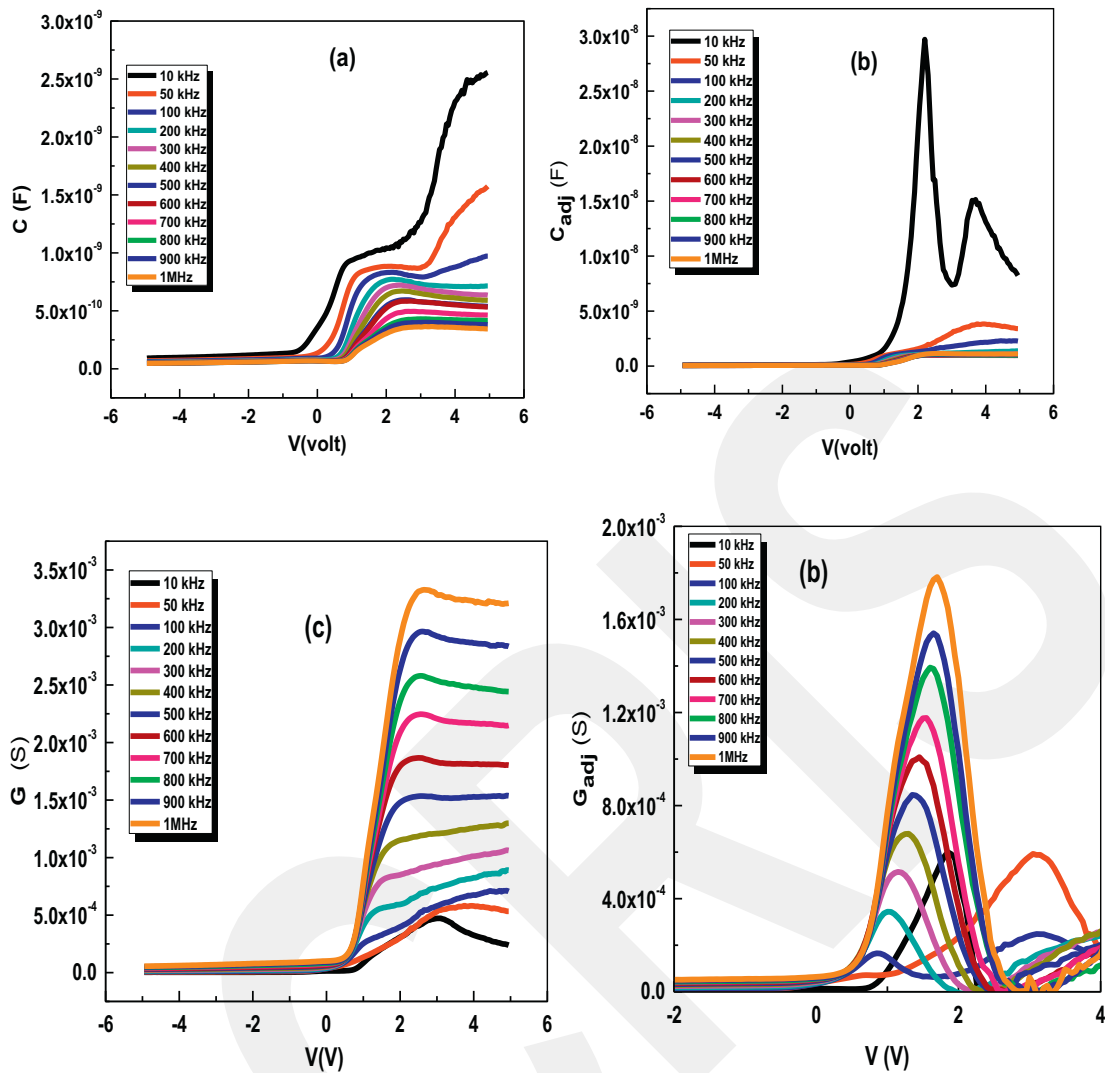 3.0x10⁻⁹
2.5x10⁻⁹
2.0x10⁻⁹
1.5x10⁻⁹
1.0x10⁻⁹
5.0x10⁻¹⁰
0.0
C (F)
(a)
10 kHz
50 kHz
100 kHz
200 kHz
300 kHz
400 kHz
500 kHz
600 kHz
700 kHz
800 kHz
900 kHz
1MHz
-6 -4 -2 0 2 4 6
V(volt)
3.0x10⁻⁸
2.5x10⁻⁸
2.0x10⁻⁸
1.5x10⁻⁸
1.0x10⁻⁸
5.0x10⁻⁹
0.0
C adj (F)
(b)
10 kHz
50 kHz
100 kHz
200 kHz
300 kHz
400 kHz
500 kHz
600 kHz
700 kHz
800 kHz
900 kHz
1MHz
-6 -4 -2 0 2 4 6
V(volt)
3.5x10⁻³
3.0x10⁻³
2.5x10⁻³
2.0x10⁻³
1.5x10⁻³
1.0x10⁻³
5.0x10⁻⁴
0.0
G (S)
(c)
10 kHz
50 kHz
100 kHz
200 kHz
300 kHz
400 kHz
500 kHz
600 kHz
700 kHz
800 kHz
900 kHz
1MHz
-6 -4 -2 0 2 4 6
V(V)
2.0x10⁻³
1.6x10⁻³
1.2x10⁻³
8.0x10⁻⁴
4.0x10⁻⁴
0.0
G adj (S)
(b)
10 kHz
50 kHz
100 kHz
200 kHz
300 kHz
400 kHz
500 kHz
600 kHz
700 kHz
800 kHz
900 kHz
1MHz
-2 0 2 4
V (V)